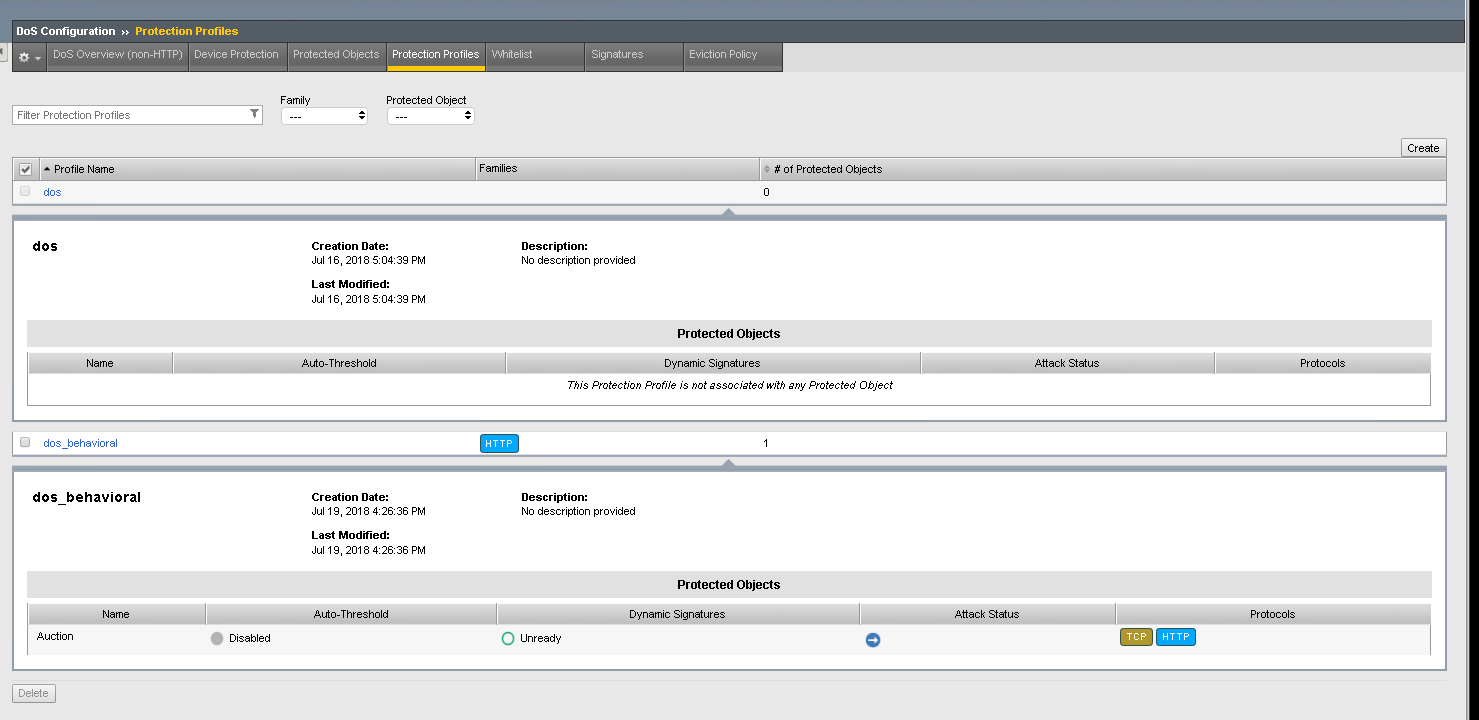 DoS Configuration ›› Protection Profiles
DoS Overview (non-HTTP) Device Protection Protected Objects Protection Profiles Whitelist Signatures Eviction Policy
Family Protected Object
Filter Protection Profiles --- ---
Create
Profile Name Families # of Protected Objects
dos 0
dos Creation Date: Description:
Jul 16, 2018 5:04:39 PM No description provided
Last Modified:
Jul 16, 2018 5:04:39 PM
Protected Objects
Name Auto-Threshold Dynamic Signatures Attack Status Protocols
This Protection Profile is not associated with any Protected Object
dos_behavioral HTTP 1
dos_behavioral Creation Date: Description:
Jul 19, 2018 4:26:36 PM No description provided
Last Modified:
Jul 19, 2018 4:26:36 PM
Protected Objects
Name Auto-Threshold Dynamic Signatures Attack Status Protocols
Auction Disabled Unready TCP HTTP
Delete